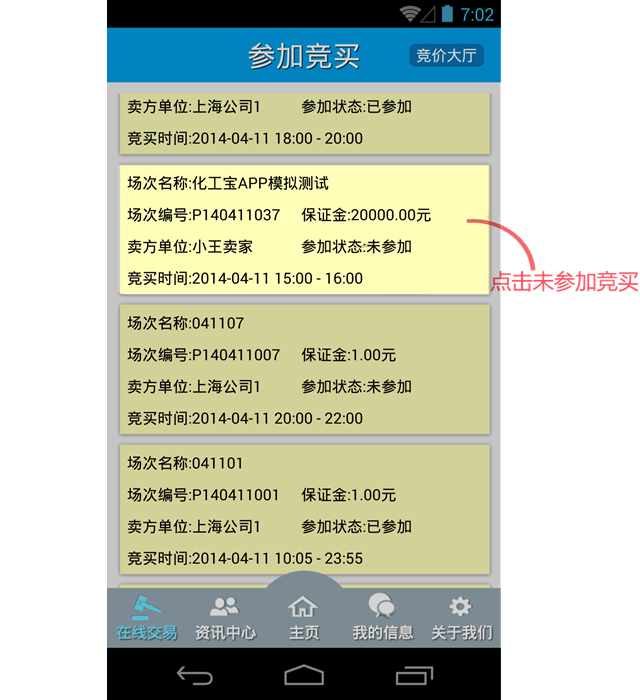 7:02
参加竞买
竞价大厅
卖方单位:上海公司1 参加状态:已参加
竞买时间:2014-04-11 18:00 - 20:00
场次名称:化工宝APP模拟测试
场次编号:P140411037 保证金:20000.00元
卖方单位:小王卖家 参加状态:未参加
竞买时间:2014-04-11 15:00 - 16:00
点击未参加竞买
场次名称:041107
场次编号:P140411007 保证金:1.00元
卖方单位:上海公司1 参加状态:未参加
竞买时间:2014-04-11 20:00 - 22:00
场次名称:041101
场次编号:P140411001 保证金:1.00元
卖方单位:上海公司1 参加状态:已参加
竞买时间:2014-04-11 10:05 - 23:55
在线交易 资讯中心 主页 我的信息 关于我们